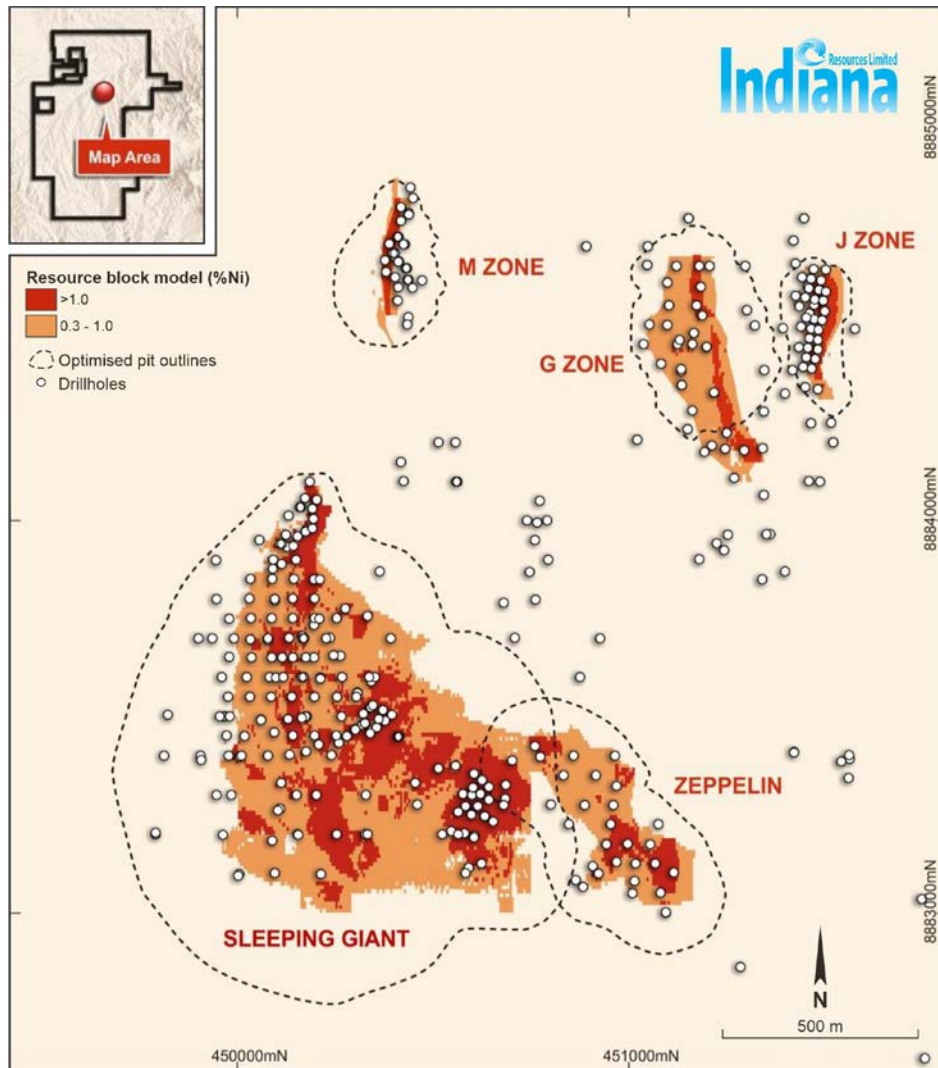 Map Area
Resources Limited
Indiana
8885000mN
Resource block model (%Ni)
>1.0
0.3 - 1.0
Optimised pit outlines
Drillholes
M ZONE
J ZONE
G ZONE
8884000mN
ZEPPELIN
SLEEPING GIANT
8883000mN
N
500 m
450000mN
451000mN